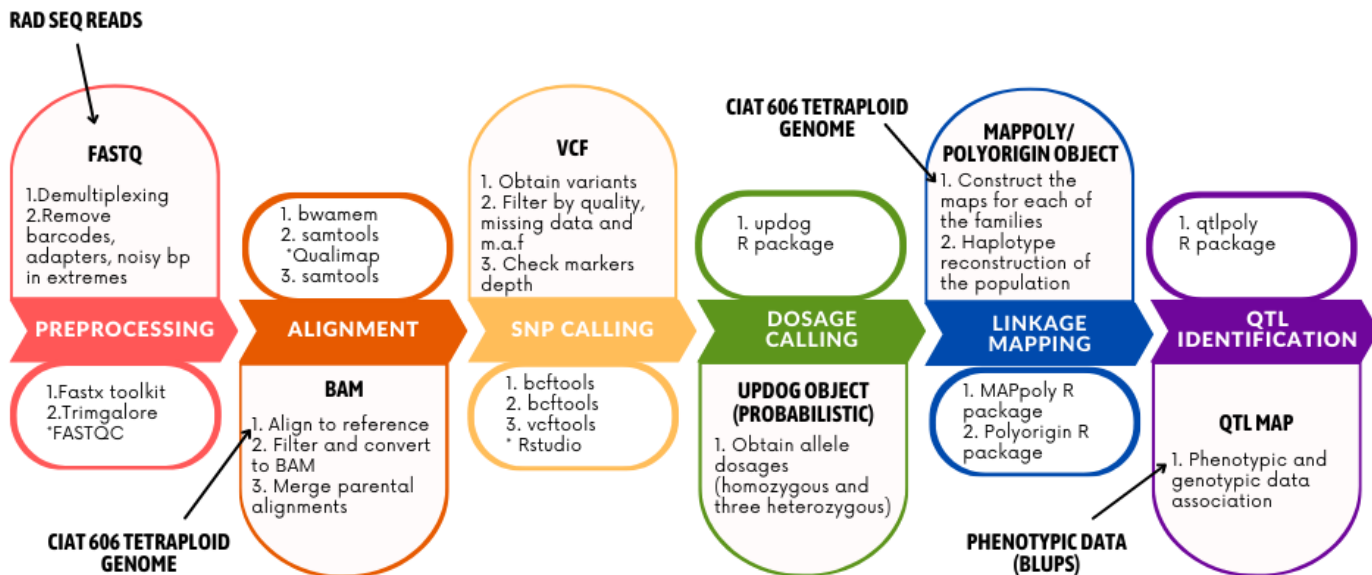 RAD SEQ READS
FASTQ
1.Demultiplexing
2.Remove
barcodes,
adapters, noisy bp
in extremes
PREPROCESSING
1.Fastx toolkit
2.Trimgalore
*FASTQC
1. bwamem
2. samtools
*Qualimap
3. samtools
ALIGNMENT
BAM
1. Align to reference
2. Filter and convert
to BAM
3. Merge parental
alignments
CIAT 606 TETRAPLOID
GENOME
VCF
1. Obtain variants
2. Filter by quality,
missing data and
m.a.f
3. Check markers
depth
SNP CALLING
1. bcftools
2. bcftools
3. vcftools
* Rstudio
1. updog
R package
DOSAGE
CALLING
UPDOG OBJECT
(PROBABILISTIC)
1. Obtain allele
dosages
(homozygous and
three heterozygous)
CIAT 606 TETRAPLOID
GENOME
MAPPOLY/
POLYORIGIN OBJECT
1. Construct the
maps for each of
the families
2. Haplotype
reconstruction of
the population
LINKAGE
MAPPING
1. MAPpoly R
package
2. Polyorigin R
package
1. qtlpoly
R package
QTL
IDENTIFICATION
QTL MAP
1. Phenotypic and
genotypic data
association
PHENOTYPIC DATA
(BLUPS)